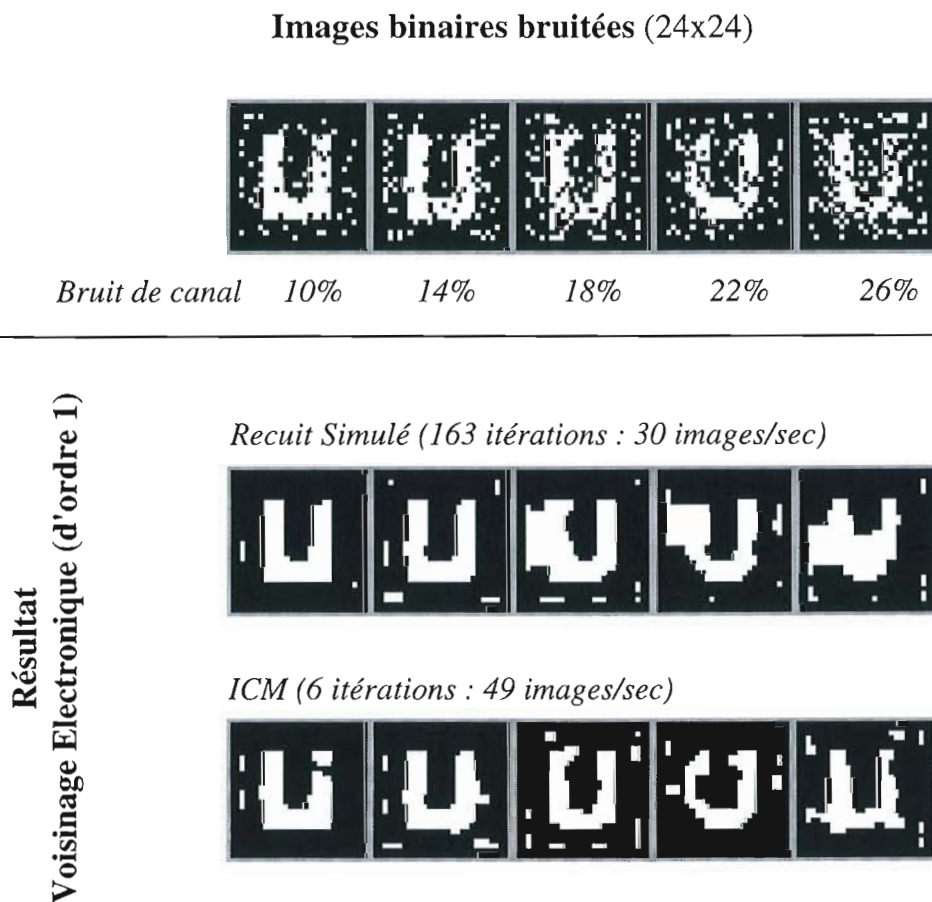 Images binaires bruitées (24x24)
Bruit de canal 10% 14% 18% 22% 26%
Résultat
Voisinage Electronique (d'ordre 1)
Recuit Simulé (163 itérations : 30 images/sec)
ICM (6 itérations : 49 images/sec)